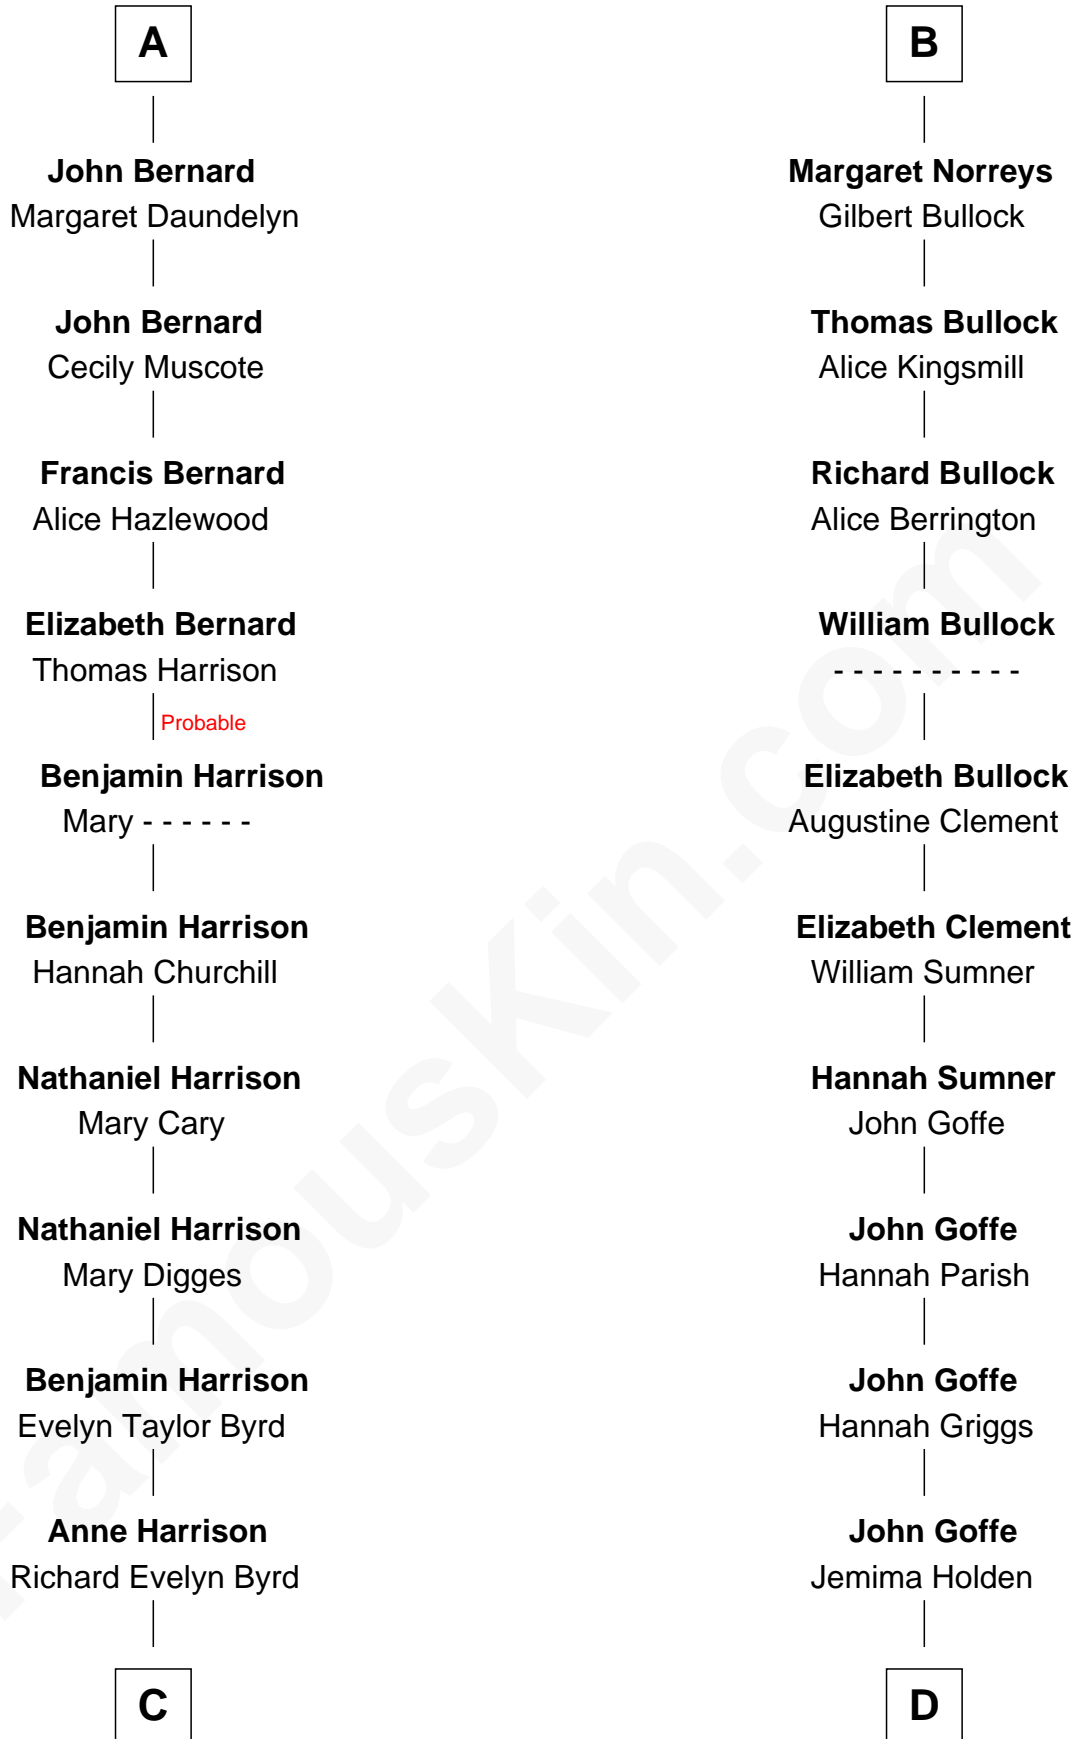 A
John Bernard
Margaret Daundelyn
John Bernard
Cecily Muscote
Francis Bernard
Alice Hazlewood
Elizabeth Bernard
Thomas Harrison
Probable
Benjamin Harrison
Mary - - - - - -
Benjamin Harrison
Hannah Churchill
Nathaniel Harrison
Mary Cary
Nathaniel Harrison
Mary Digges
Benjamin Harrison
Evelyn Taylor Byrd
Anne Harrison
Richard Evelyn Byrd
C
B
Margaret Norreys
Gilbert Bullock
Thomas Bullock
Alice Kingsmill
Richard Bullock
Alice Berrington
William Bullock
- - - - - - - - - -
Elizabeth Bullock
Augustine Clement
Elizabeth Clement
William Sumner
Hannah Sumner
John Goffe
John Goffe
Hannah Parish
John Goffe
Hannah Griggs
John Goffe
Jemima Holden
D
FamousKin.com